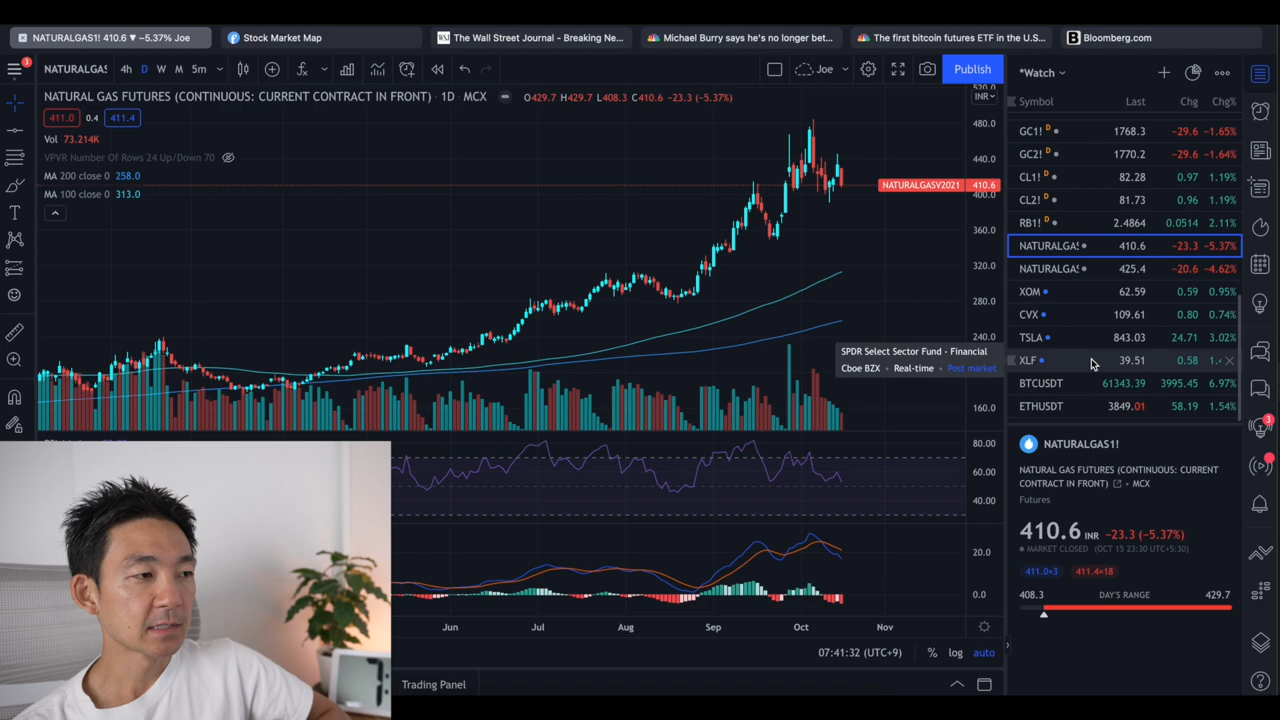 NATURALGAS1! 410.6 ▼ −5.37% Joe
Stock Market Map
WSJ The Wall Street Journal - Breaking Ne...
Michael Burry says he's no longer bet...
The first bitcoin futures ETF in the U.S...
B Bloomberg.com
3
NATURALGAS
4h D W M 5m
Joe
Publish
*Watch
NATURAL GAS FUTURES (CONTINUOUS: CURRENT CONTRACT IN FRONT) · 1D · MCX
O429.7 H429.7 L408.3 C410.6 −23.3 (−5.37%)
INR
411.0 0.4 411.4
Vol 73.214K
VPVR Number Of Rows 24 Up/Down 70
MA 200 close 0 258.0
MA 100 close 0 313.0
520.0
480.0
440.0
NATURALGASV2021 410.6
400.0
360.0
320.0
280.0
240.0
160.0
80.00
60.00
40.00
20.0
0.0
SPDR Select Sector Fund - Financial
Cboe BZX • Real-time • Post market
Jun Jul Aug Sep Oct Nov
07:41:32 (UTC+9) % log auto
Trading Panel
Symbol Last Chg Chg%
GC1! D 1768.3 −29.6 −1.65%
GC2! D 1770.2 −29.6 −1.64%
CL1! D 82.28 0.97 1.19%
CL2! D 81.73 0.96 1.19%
RB1! D 2.4864 0.0514 2.11%
NATURALGAS 410.6 −23.3 −5.37%
NATURALGAS 425.4 −20.6 −4.62%
XOM 62.59 0.59 0.95%
CVX 109.61 0.80 0.74%
TSLA 843.03 24.71 3.02%
XLF 39.51 0.58 1.
BTCUSDT 61343.39 3995.45 6.97%
ETHUSDT 3849.01 58.19 1.54%
NATURALGAS1!
NATURAL GAS FUTURES (CONTINUOUS: CURRENT
CONTRACT IN FRONT) • MCX
Futures
410.6 INR −23.3 (−5.37%)
MARKET CLOSED (OCT 15 23:30 UTC+5:30)
411.0×3 411.4×18
408.3 DAY'S RANGE 429.7
3